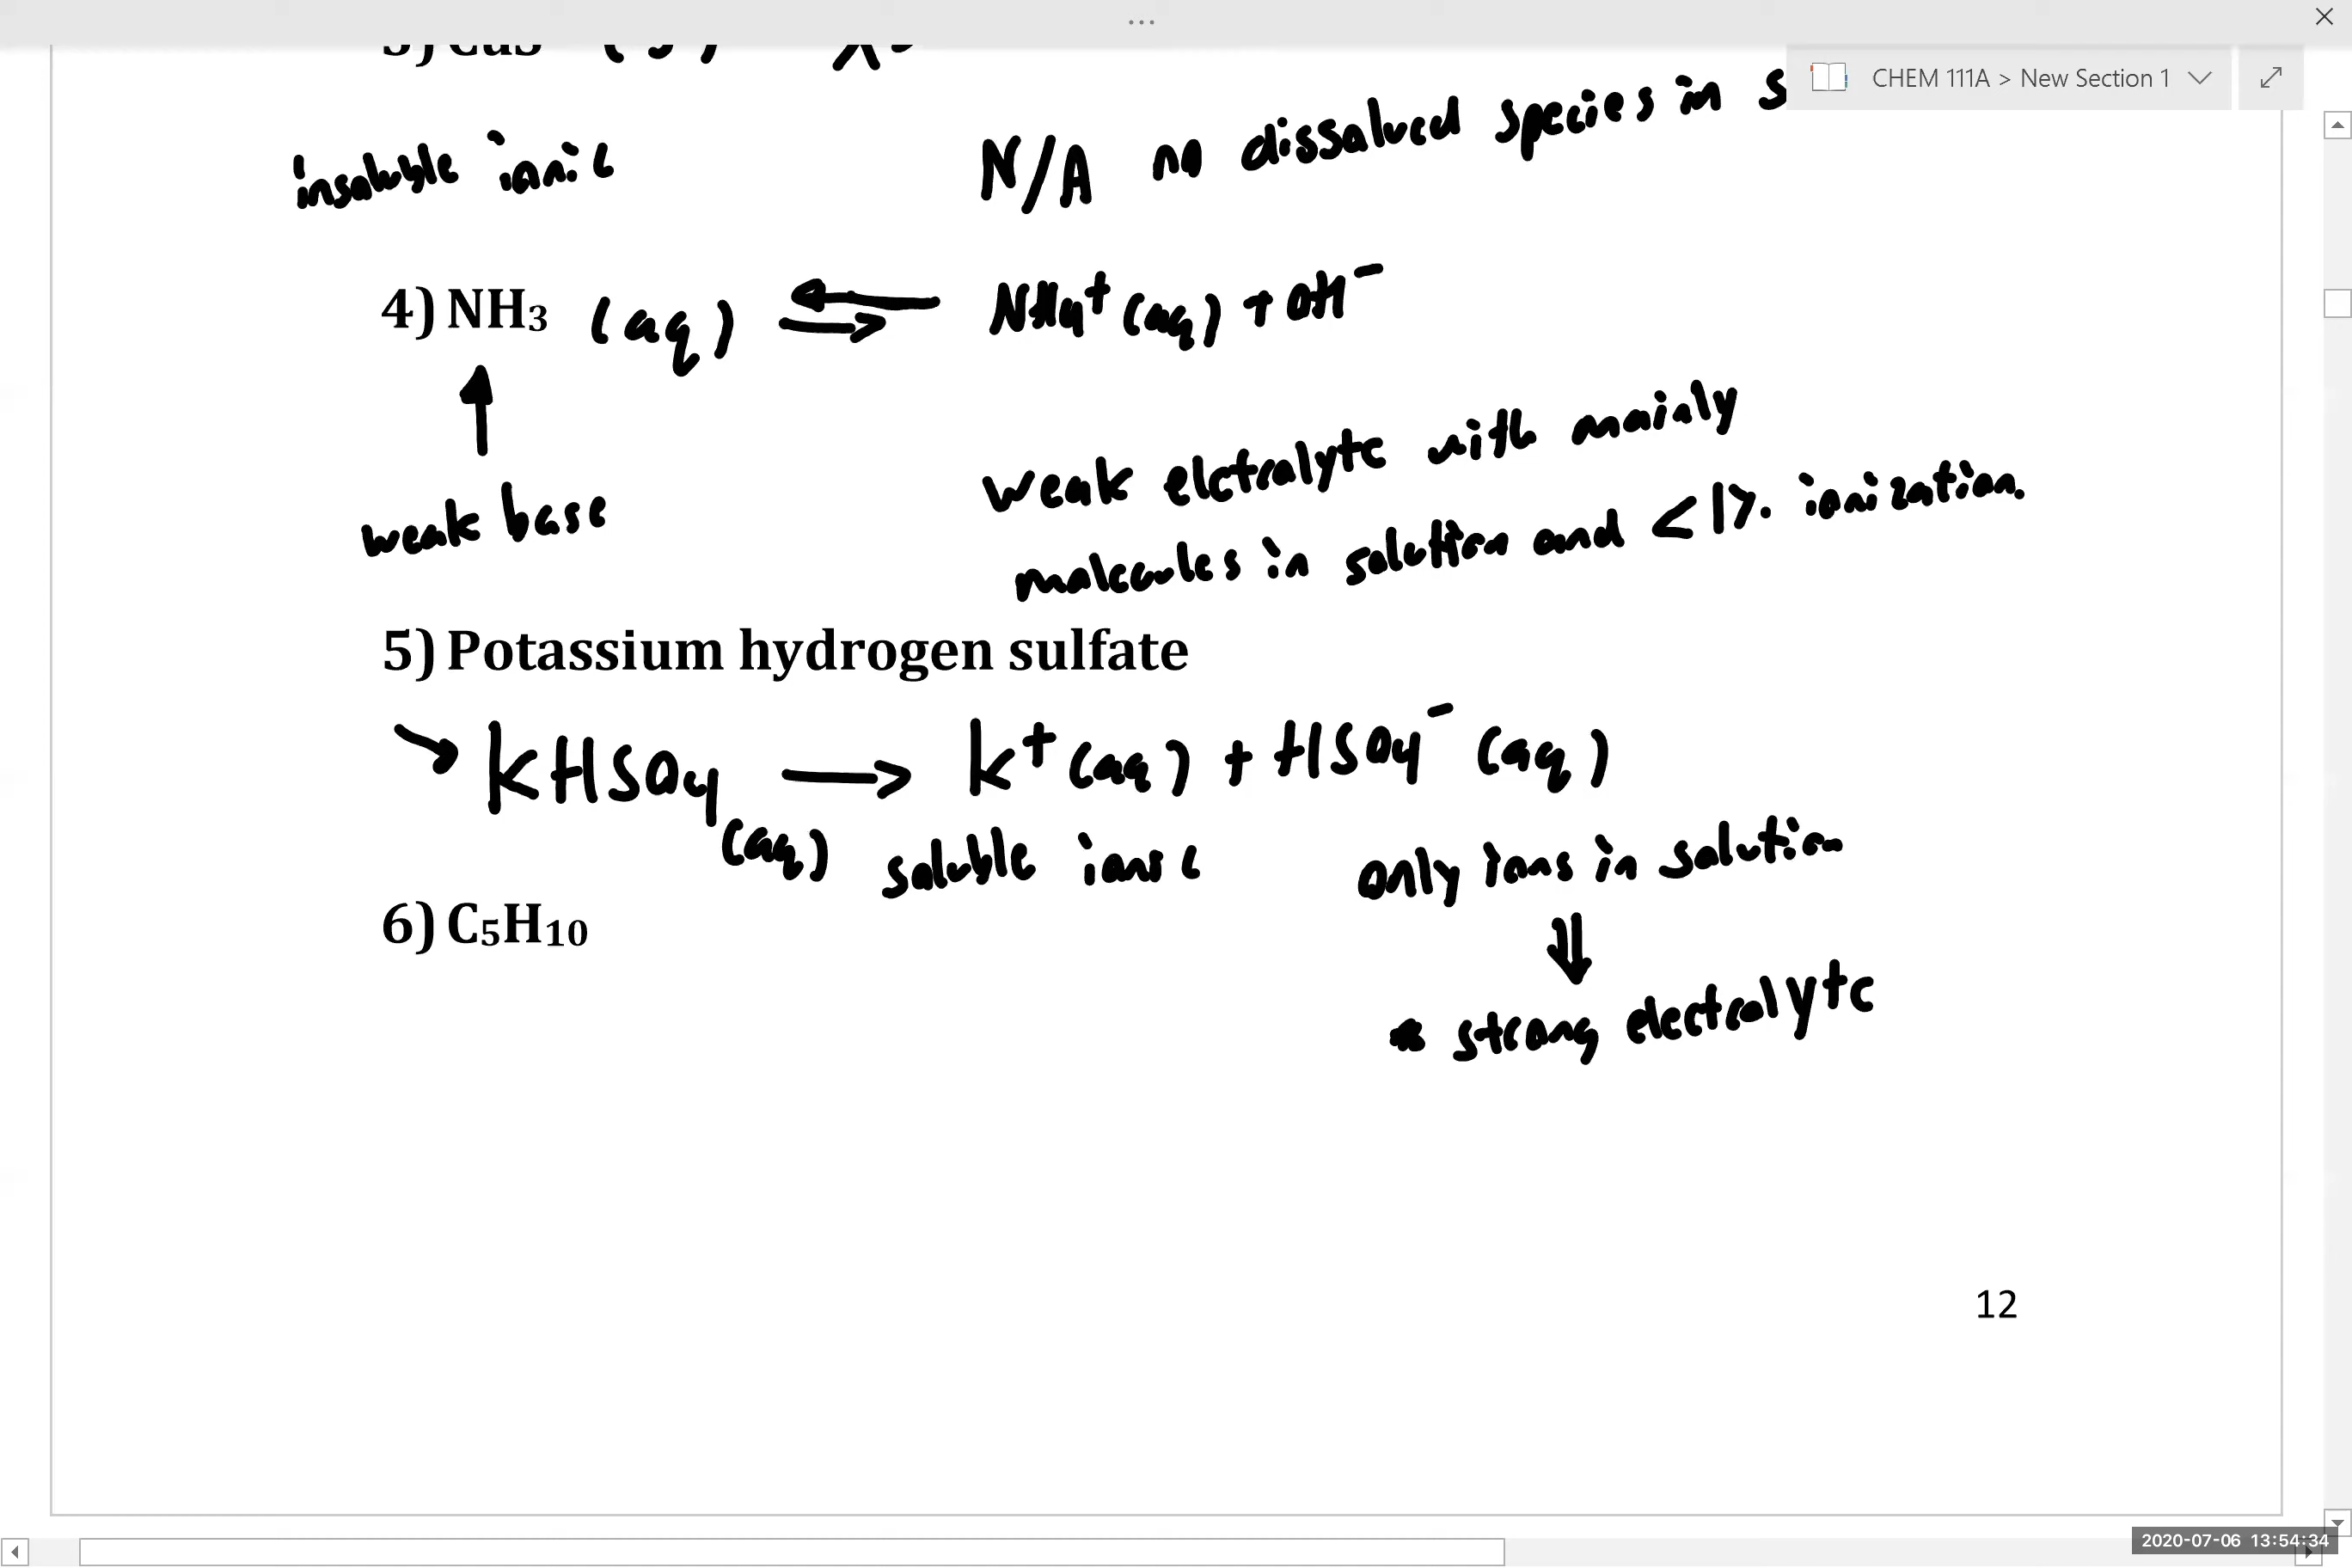 CHEM 111A > New Section 1
insoluble ionic
N/A no dissolved species in s
4) NH₃ (aq) ⇌ NH₄⁺ (aq) + OH⁻
weak base
weak elctrolyte with mainly
molecules in solution and <1% ionization.
5) Potassium hydrogen sulfate
→ KHSO₄ (aq) → K⁺ (aq) + HSO₄⁻ (aq)
soluble ionic
only ions in solution
⇓
* strong electrolyte
6) C₅H₁₀
12
2020-07-06 13:54:34